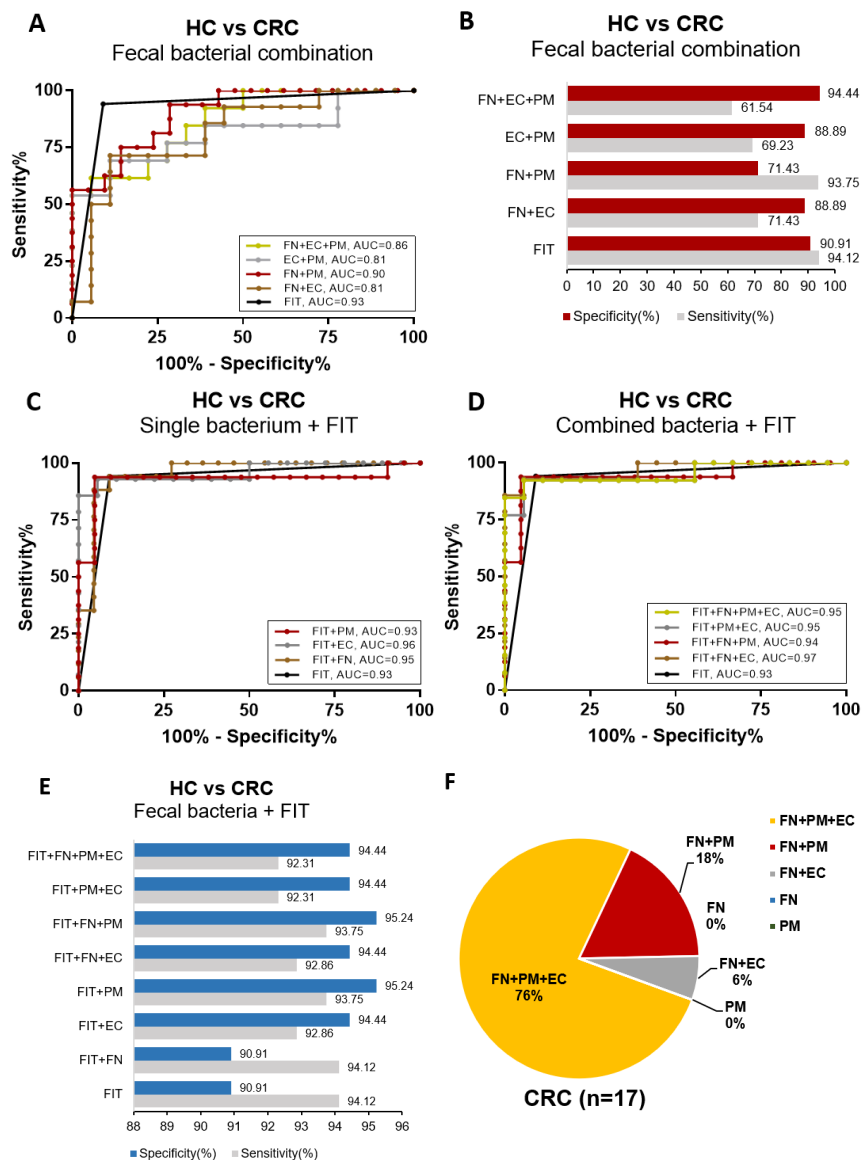 A
HC vs CRC
Fecal bacterial combination
Sensitivity%
100
75
50
25
0
0
25
50
75
100
100% - Specificity%
FN+EC+PM, AUC=0.86
EC+PM, AUC=0.81
FN+PM, AUC=0.90
FN+EC, AUC=0.81
FIT, AUC=0.93
B
HC vs CRC
Fecal bacterial combination
FN+EC+PM
94.44
61.54
EC+PM
88.89
69.23
FN+PM
71.43
93.75
FN+EC
88.89
71.43
FIT
90.91
94.12
0 10 20 30 40 50 60 70 80 90 100
Specificity(%) Sensitivity(%)
C
HC vs CRC
Single bacterium + FIT
Sensitivity%
100
75
50
25
0
0
25
50
75
100
100% - Specificity%
FIT+PM, AUC=0.93
FIT+EC, AUC=0.96
FIT+FN, AUC=0.95
FIT, AUC=0.93
D
HC vs CRC
Combined bacteria + FIT
Sensitivity%
100
75
50
25
0
0
25
50
75
100
100% - Specificity%
FIT+FN+PM+EC, AUC=0.95
FIT+PM+EC, AUC=0.95
FIT+FN+PM, AUC=0.94
FIT+FN+EC, AUC=0.97
FIT, AUC=0.93
E
HC vs CRC
Fecal bacteria + FIT
FIT+FN+PM+EC
94.44
92.31
FIT+PM+EC
94.44
92.31
FIT+FN+PM
95.24
93.75
FIT+FN+EC
94.44
92.86
FIT+PM
95.24
93.75
FIT+EC
94.44
92.86
FIT+FN
90.91
94.12
FIT
90.91
94.12
88 89 90 91 92 93 94 95 96
Specificity(%) Sensitivity(%)
F
FN+PM+EC
76%
FN+PM
18%
FN
0%
FN+EC
6%
PM
0%
CRC (n=17)
FN+PM+EC
FN+PM
FN+EC
FN
PM